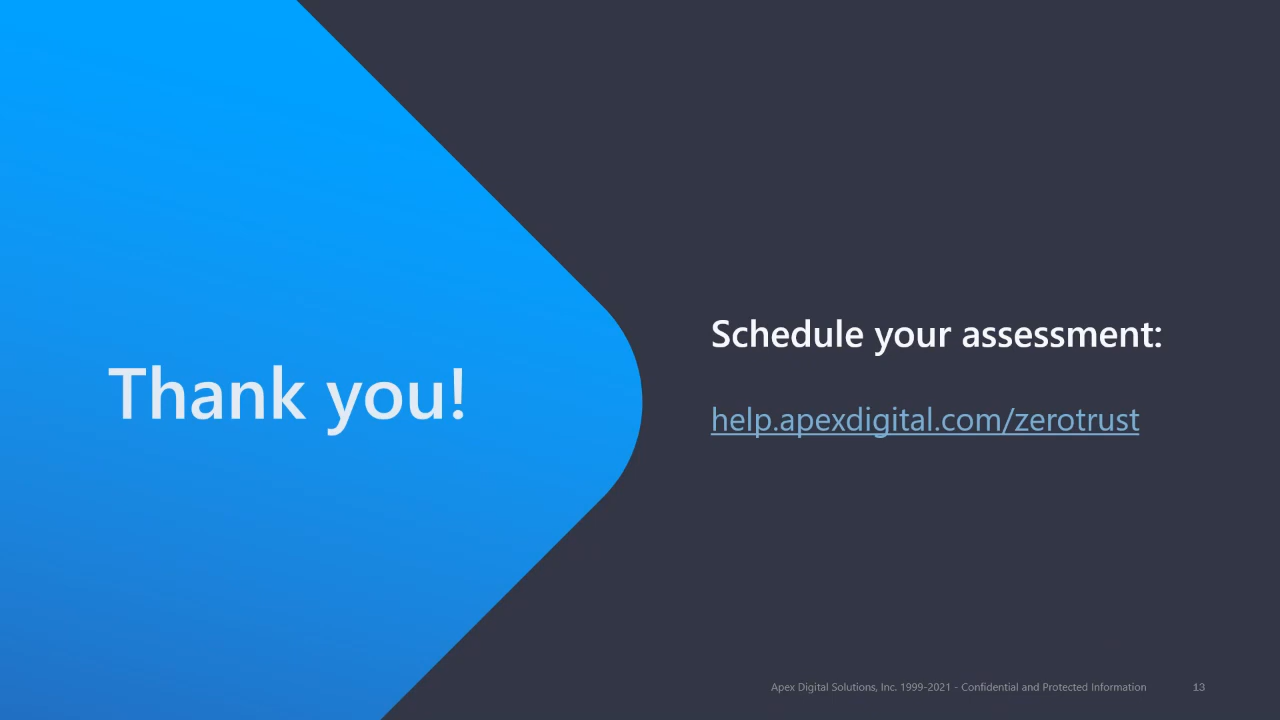 Thank you!
Schedule your assessment:
help.apexdigital.com/zerotrust
Apex Digital Solutions, Inc. 1999-2021 - Confidential and Protected Information
13